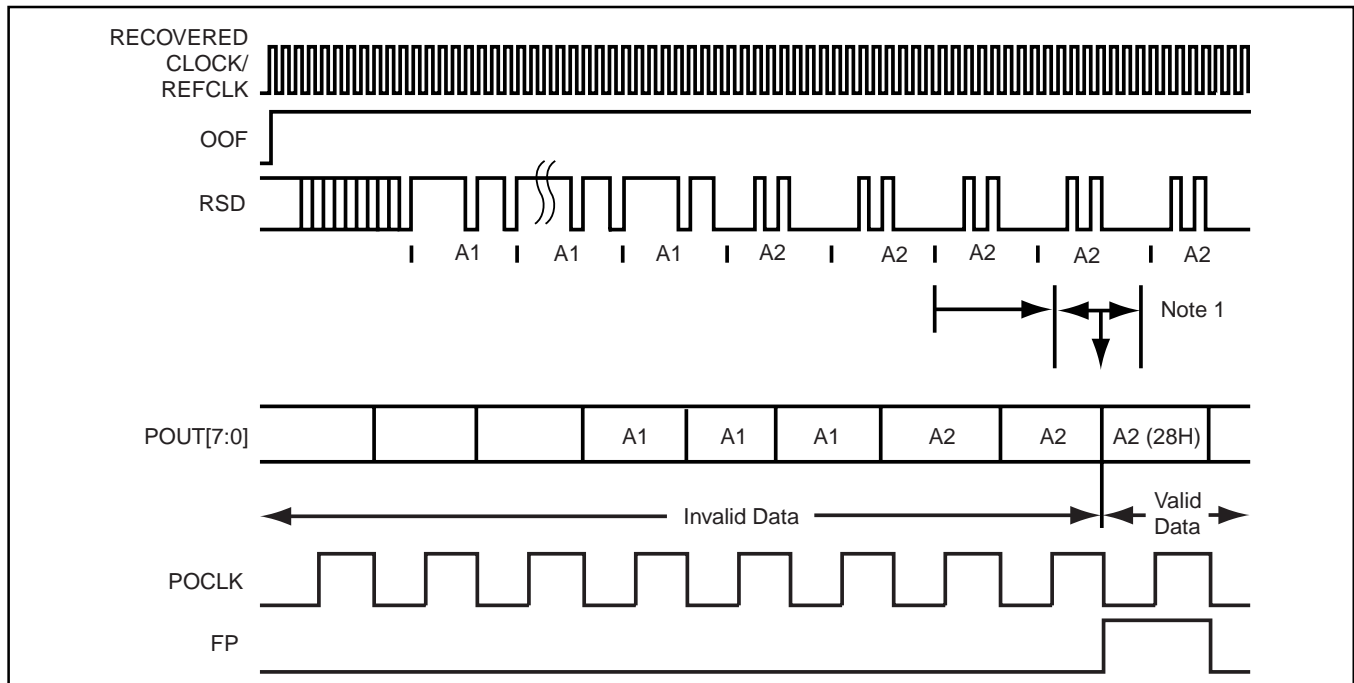 RECOVERED
CLOCK/
REFCLK
OOF
RSD
A1 A1 A1 A2 A2 A2 A2 A2
Note 1
POUT[7:0] A1 A1 A1 A2 A2 A2 (28H)
Invalid Data
Valid
Data
POCLK
FP